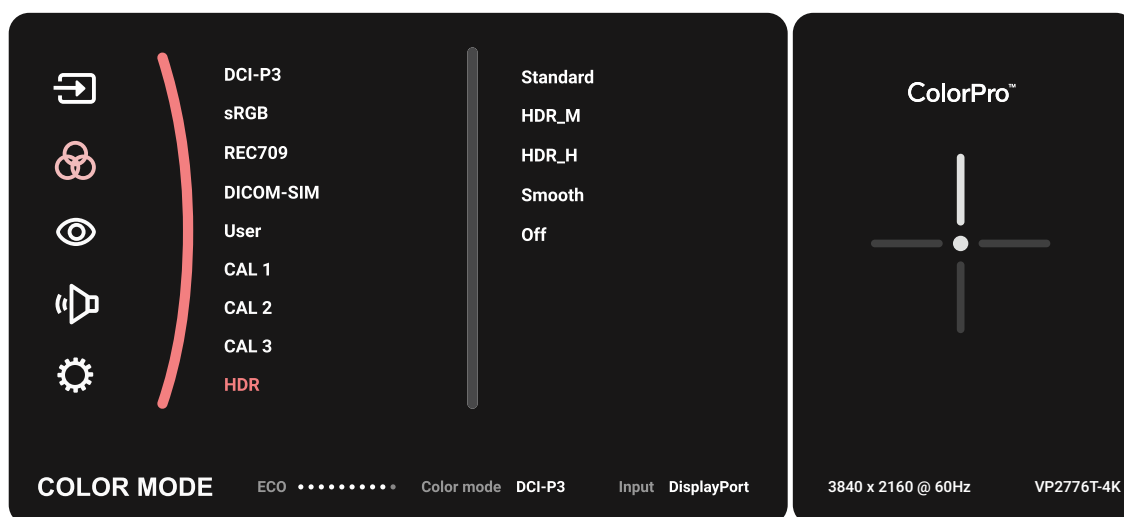 DCI-P3
sRGB
REC709
DICOM-SIM
User
CAL 1
CAL 2
CAL 3
HDR
Standard
HDR_M
HDR_H
Smooth
Off
COLOR MODE
ECO
Color mode DCI-P3
Input DisplayPort
ColorPro™
3840 x 2160 @ 60Hz
VP2776T-4K